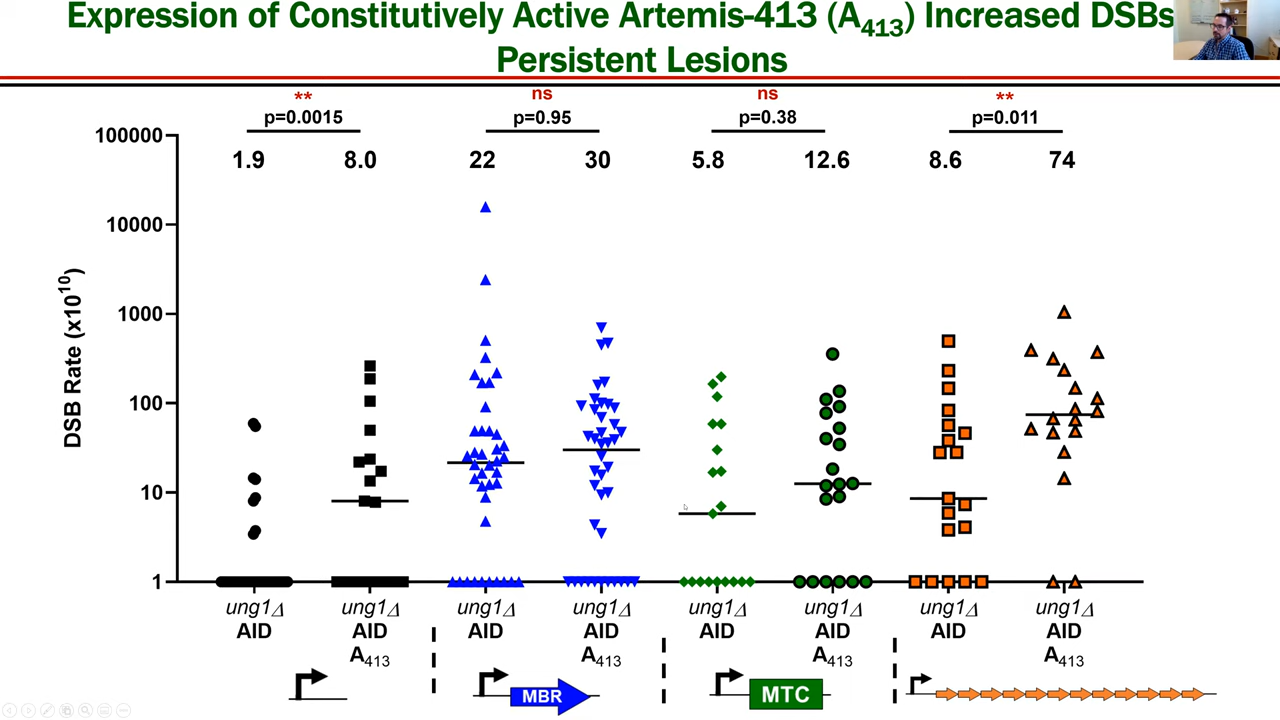 Expression of Constitutively Active Artemis-413 (A413) Increased DSBs
Persistent Lesions
** ns ns **
p=0.0015 p=0.95 p=0.38 p=0.011
1.9 8.0 22 30 5.8 12.6 8.6 74
DSB Rate (x10^10)
100000
10000
1000
100
10
1
ung1Δ ung1Δ ung1Δ ung1Δ ung1Δ ung1Δ ung1Δ ung1Δ
AID AID AID AID AID AID AID AID
A413 A413 A413 A413
MBR MTC